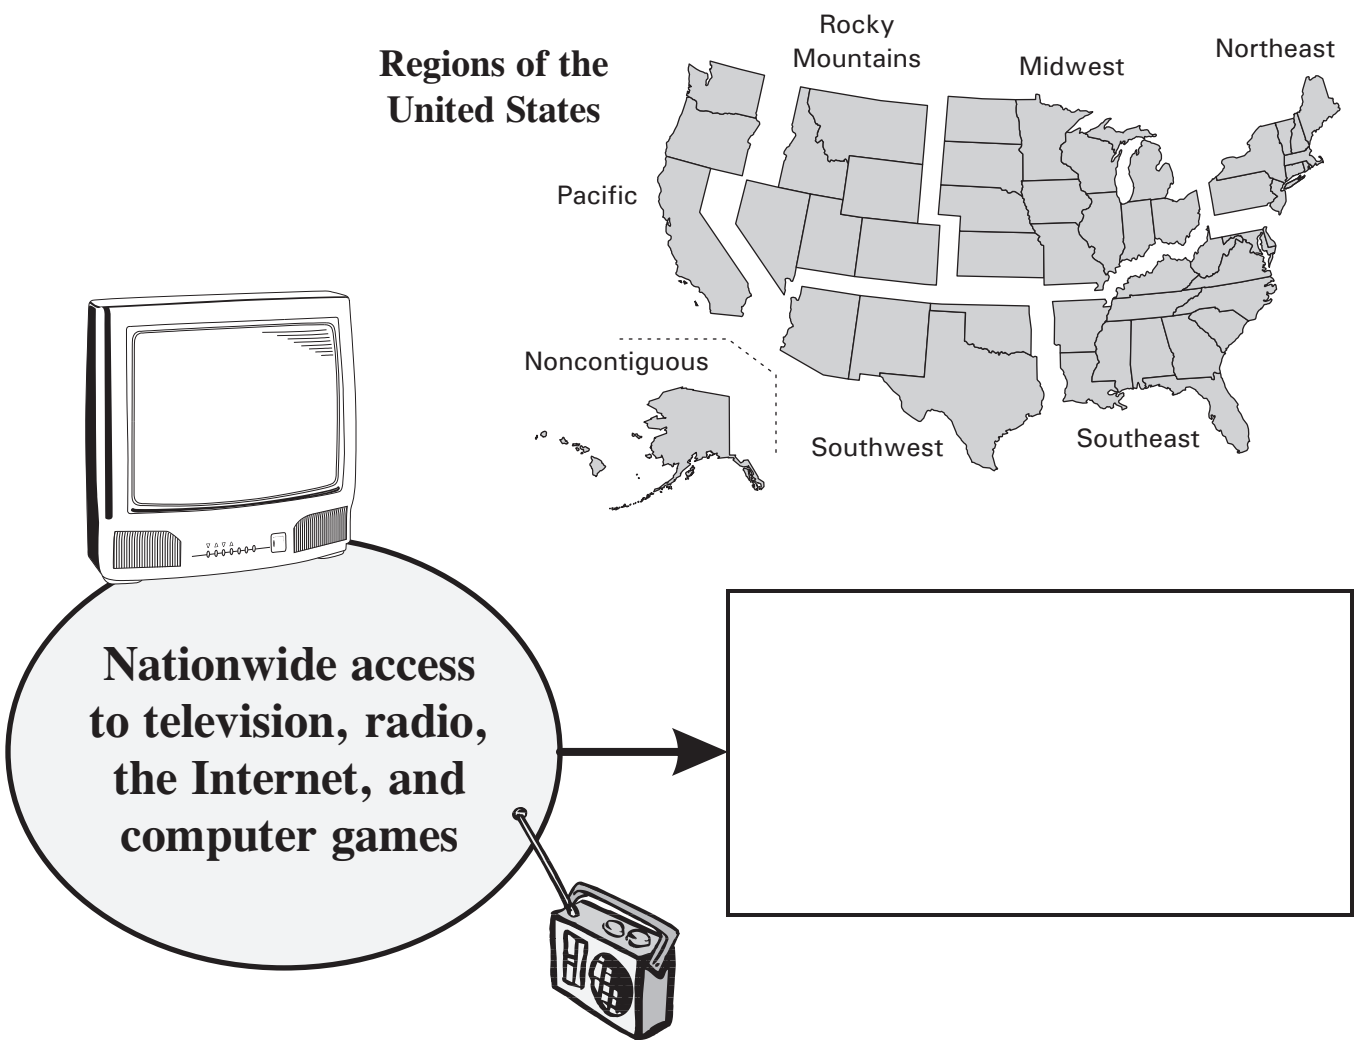 Regions of the
United States
Rocky
Mountains
Midwest
Northeast
Pacific
Noncontiguous
Southwest
Southeast
Nationwide access
to television, radio,
the Internet, and
computer games